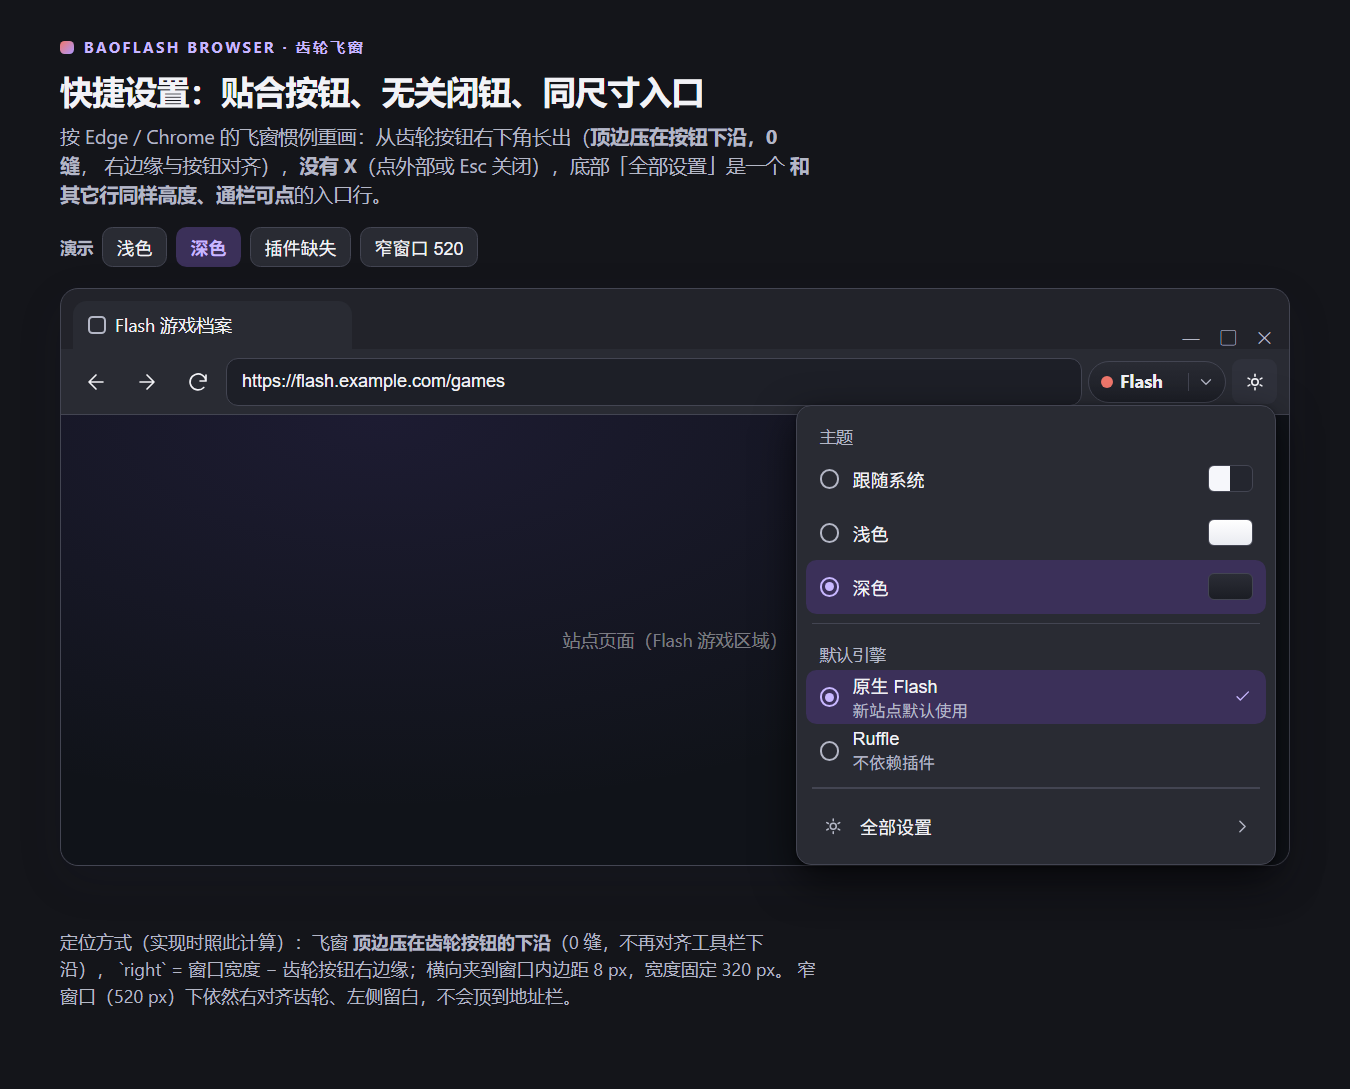 BAOFLASH BROWSER · 齿轮飞窗
快捷设置：贴合按钮、无关闭钮、同尺寸入口
按 Edge / Chrome 的飞窗惯例重画：从齿轮按钮右下角长出（顶边压在按钮下沿，0
缝， 右边缘与按钮对齐），没有 X（点外部或 Esc 关闭），底部「全部设置」是一个 和
其它行同样高度、通栏可点的入口行。
演示 浅色 深色 插件缺失 窄窗口 520
Flash 游戏档案
https://flash.example.com/games Flash
主题
跟随系统
浅色
深色
站点页面（Flash 游戏区域）
默认引擎
原生 Flash
新站点默认使用
Ruffle
不依赖插件
全部设置
定位方式（实现时照此计算）：飞窗 顶边压在齿轮按钮的下沿（0 缝，不再对齐工具栏下
沿），`right` = 窗口宽度 − 齿轮按钮右边缘；横向夹到窗口内边距 8 px，宽度固定 320 px。 窄
窗口（520 px）下依然右对齐齿轮、左侧留白，不会顶到地址栏。